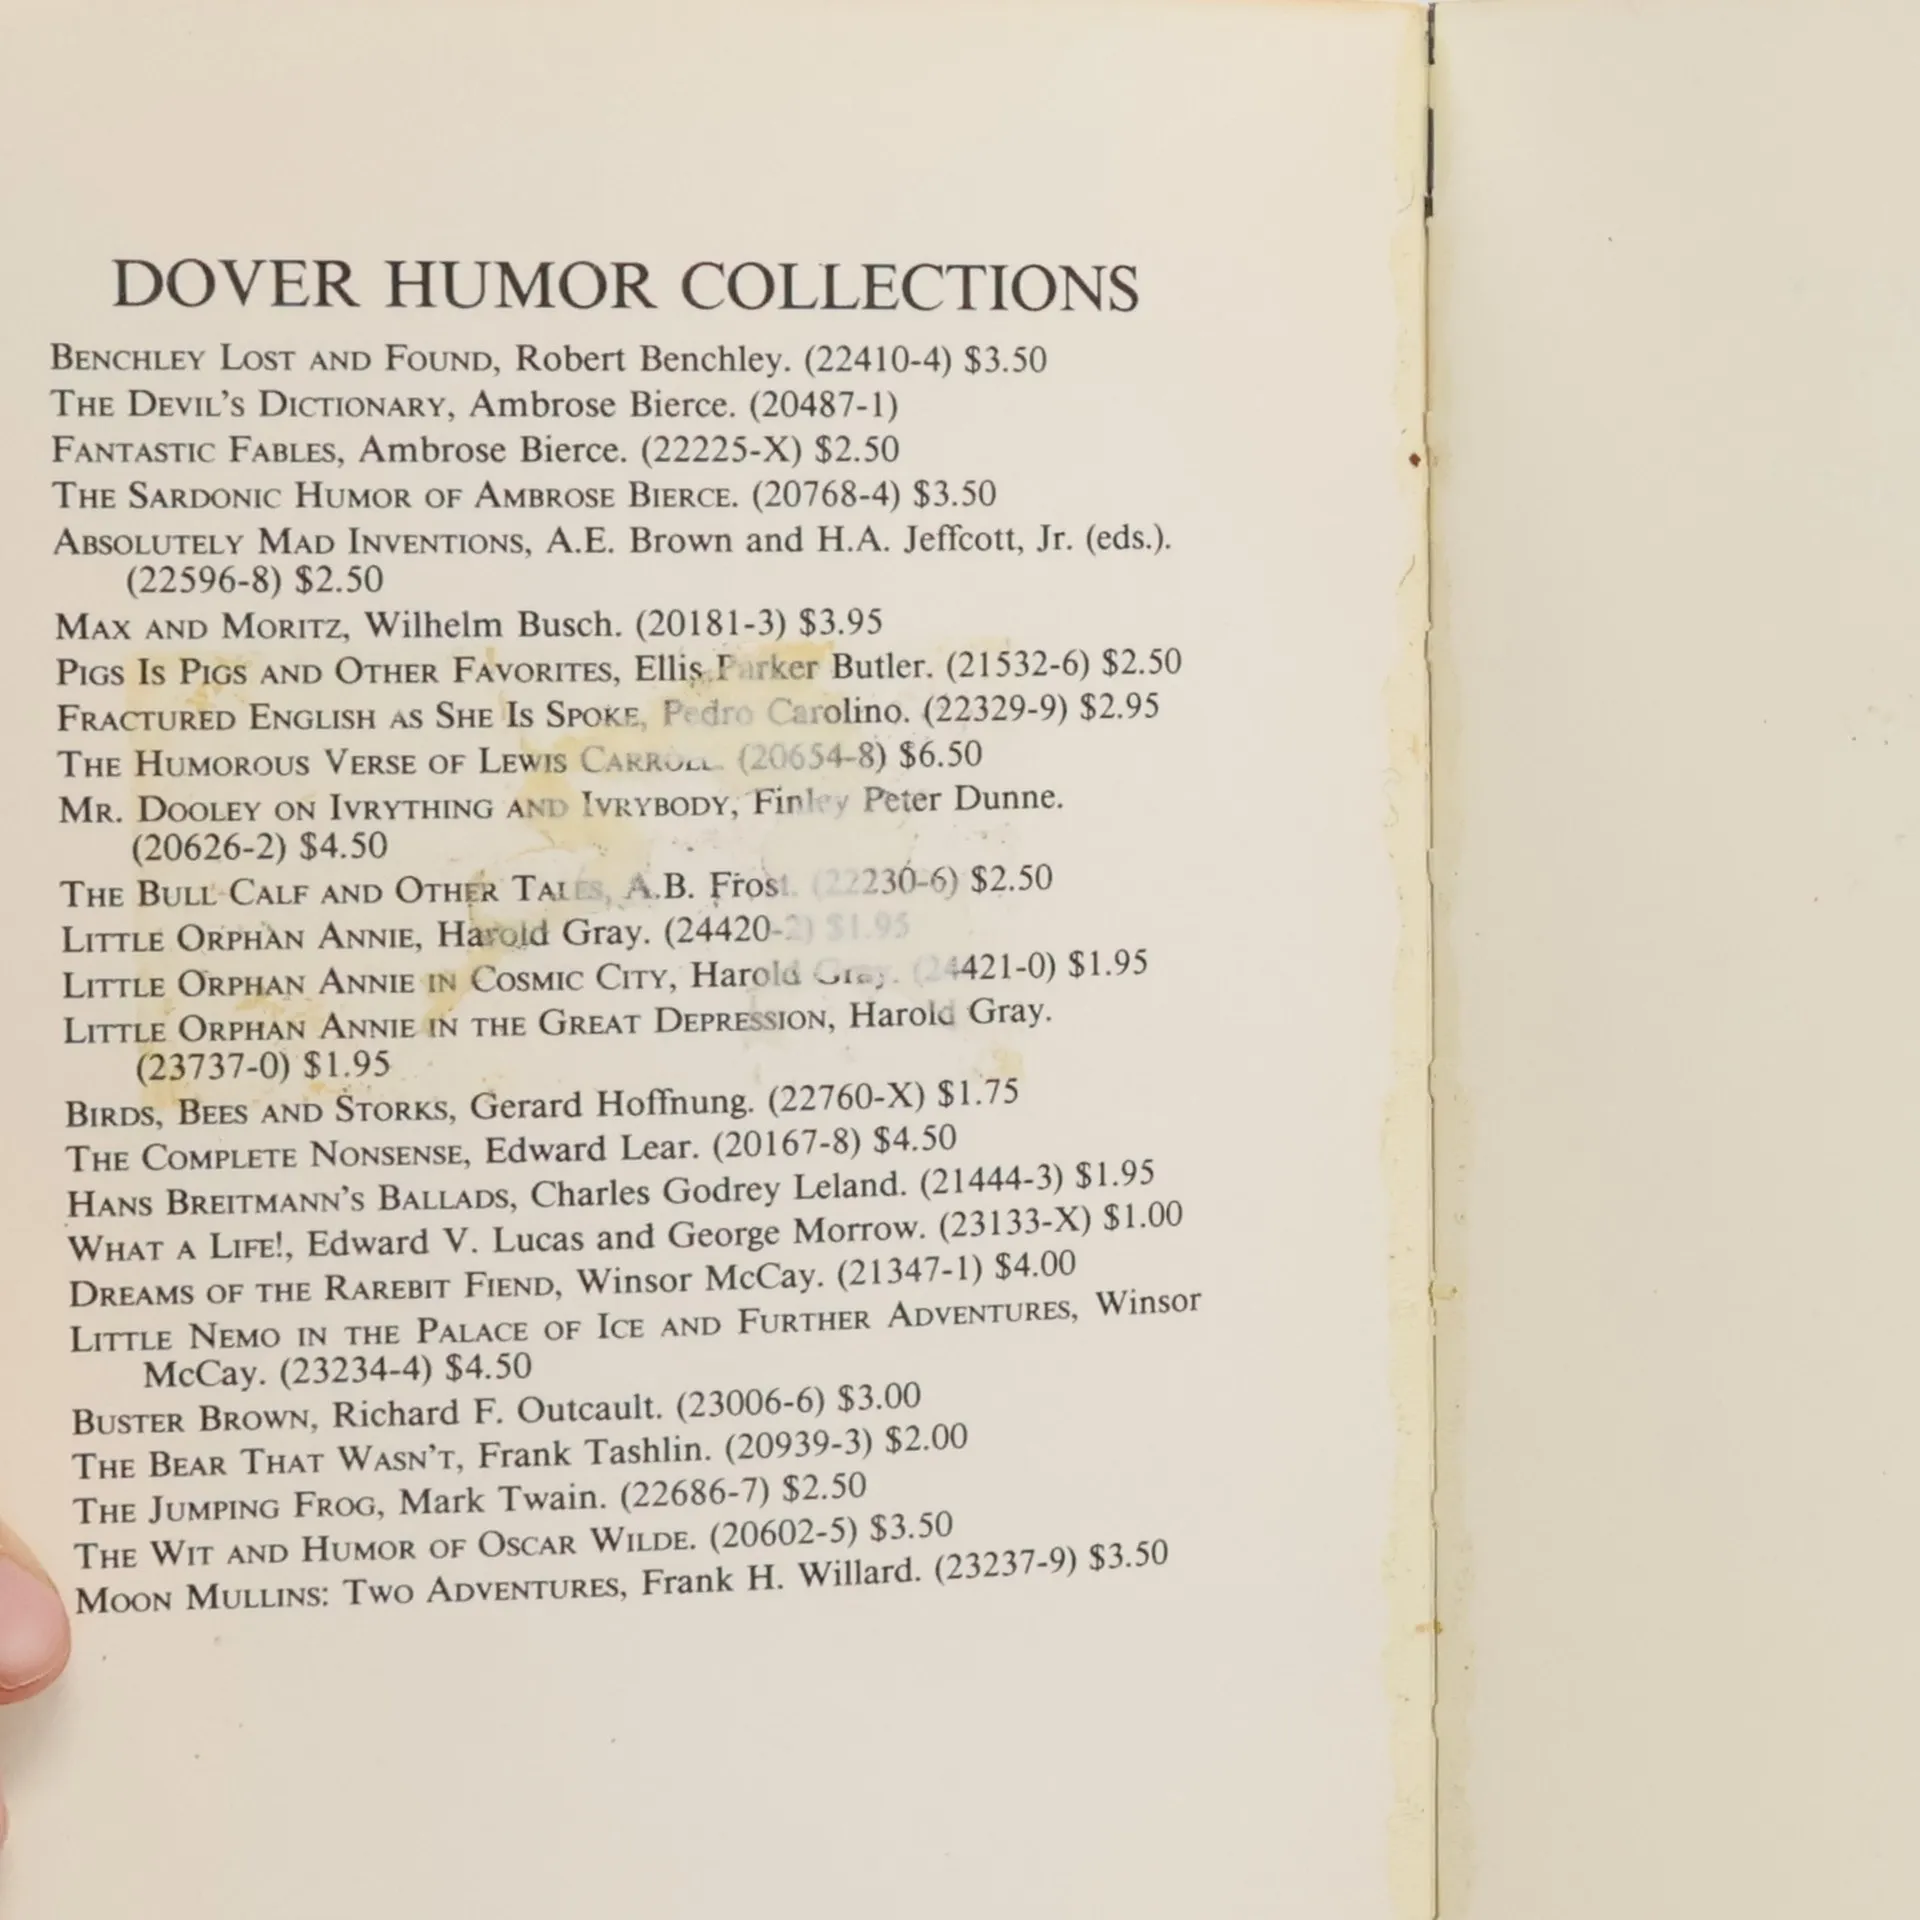 DOVER HUMOR COLLECTIONS
BENCHLEY LOST AND FOUND, Robert Benchley. (22410-4) $3.50
THE DEVIL'S DICTIONARY, Ambrose Bierce. (20487-1)
FANTASTIC FABLES, Ambrose Bierce. (22225-X) $2.50
THE SARDONIC HUMOR OF AMBROSE BIERCE. (20768-4) $3.50
ABSOLUTELY MAD INVENTIONS, A.E. Brown and H.A. Jeffcott, Jr. (eds.).
(22596-8) $2.50
MAX AND MORITZ, Wilhelm Busch. (20181-3) $3.95
PIGS IS PIGS AND OTHER FAVORITES, Ellis Parker Butler. (21532-6) $2.50
FRACTURED ENGLISH AS SHE IS SPOKE, Pedro Carolino. (22329-9) $2.95
THE HUMOROUS VERSE OF LEWIS CARROLL. (20654-8) $6.50
MR. DOOLEY ON IVRYTHING AND IVRYBODY, Finley Peter Dunne.
(20626-2) $4.50
THE BULL CALF AND OTHER TALES, A.B. Frost. (22230-6) $2.50
LITTLE ORPHAN ANNIE, Harold Gray. (24420-2) $1.95
LITTLE ORPHAN ANNIE IN COSMIC CITY, Harold Gray. (24421-0) $1.95
LITTLE ORPHAN ANNIE IN THE GREAT DEPRESSION, Harold Gray.
(23737-0) $1.95
BIRDS, BEES AND STORKS, Gerard Hoffnung. (22760-X) $1.75
THE COMPLETE NONSENSE, Edward Lear. (20167-8) $4.50
HANS BREITMANN'S BALLADS, Charles Godrey Leland. (21444-3) $1.95
WHAT A LIFE!, Edward V. Lucas and George Morrow. (23133-X) $1.00
DREAMS OF THE RAREBIT FIEND, Winsor McCay. (21347-1) $4.00
LITTLE NEMO IN THE PALACE OF ICE AND FURTHER ADVENTURES, Winsor
McCay. (23234-4) $4.50
BUSTER BROWN, Richard F. Outcault. (23006-6) $3.00
THE BEAR THAT WASN'T, Frank Tashlin. (20939-3) $2.00
THE JUMPING FROG, Mark Twain. (22686-7) $2.50
THE WIT AND HUMOR OF OSCAR WILDE. (20602-5) $3.50
MOON MULLINS: TWO ADVENTURES, Frank H. Willard. (23237-9) $3.50